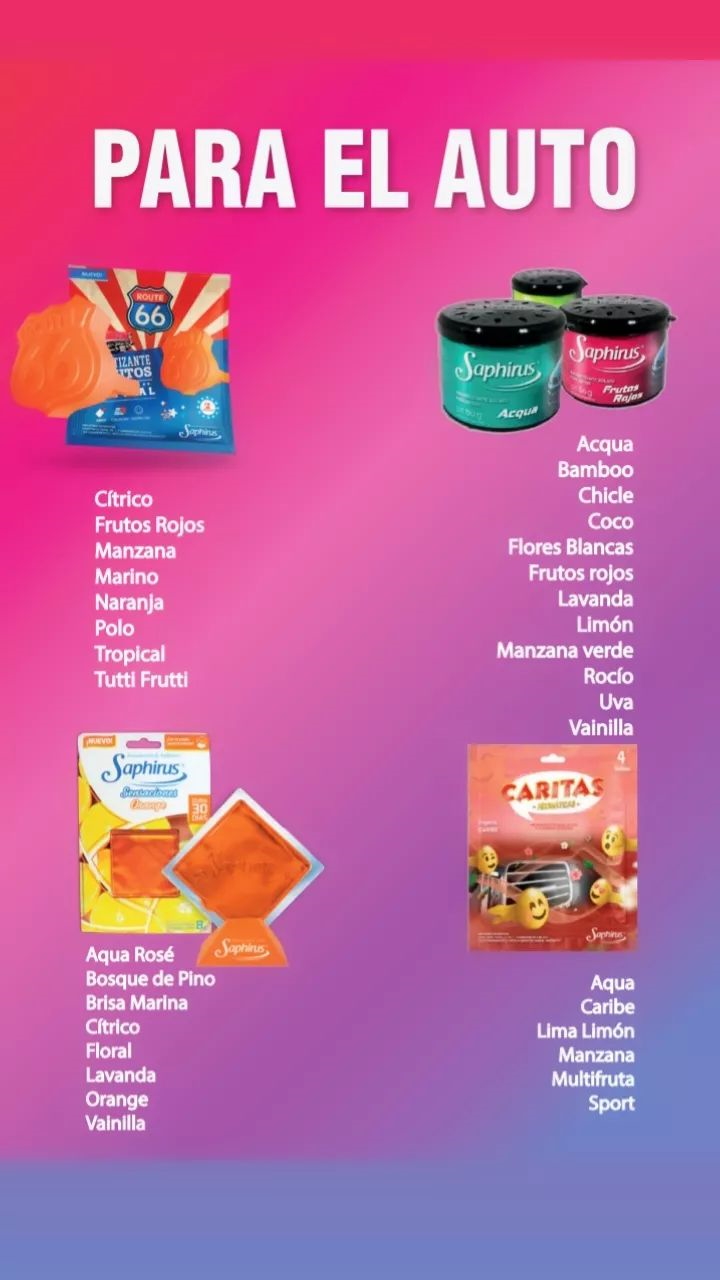 PARA EL AUTO
¡NUEVO!
ROUTE
66
Saphirus
Cítrico
Frutos Rojos
Manzana
Marino
Naranja
Polo
Tropical
Tutti Frutti
Saphirus
Acqua
Saphirus
Frutos
Rojos
Acqua
Bamboo
Chicle
Coco
Flores Blancas
Frutos rojos
Lavanda
Limón
Manzana verde
Rocío
Uva
Vainilla
¡NUEVO!
Saphirus
Sensaciones
Orange
30
DÍAS
Saphirus
Aqua Rosé
Bosque de Pino
Brisa Marina
Cítrico
Floral
Lavanda
Orange
Vainilla
4
CARITAS
AROMÁTICAS
CARIBE
Saphirus
Aqua
Caribe
Lima Limón
Manzana
Multifruta
Sport